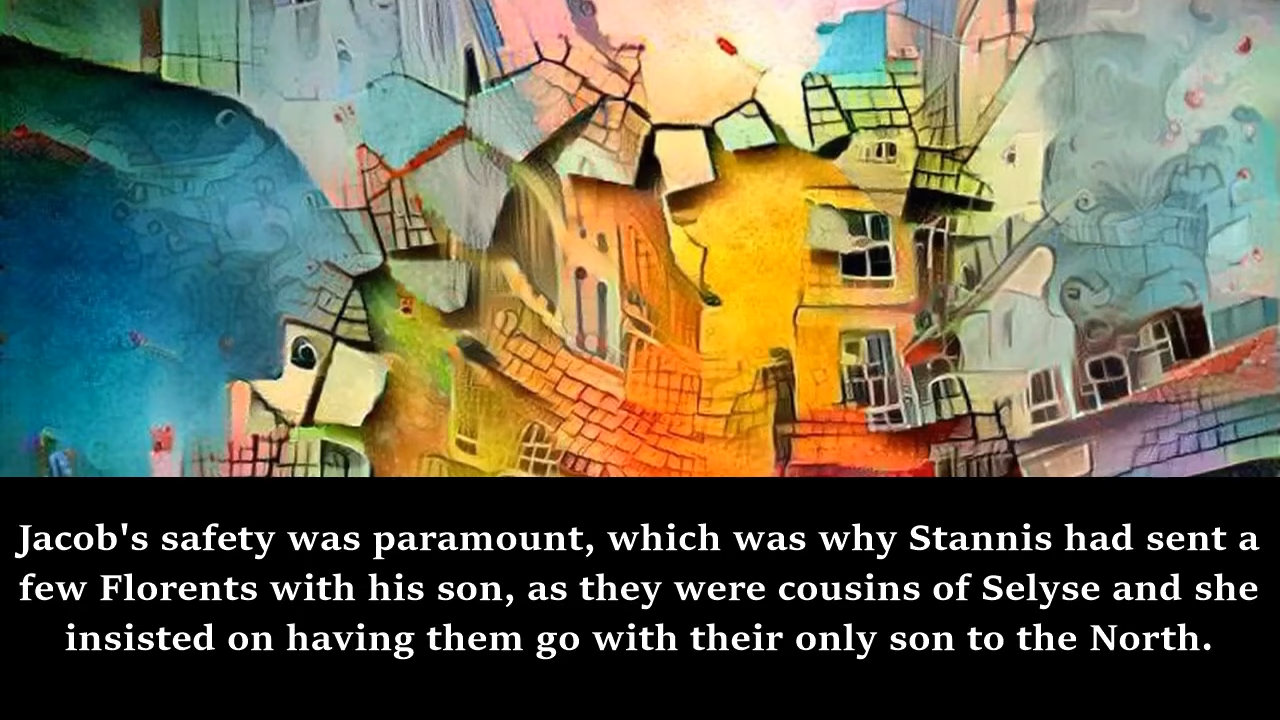 Jacob's safety was paramount, which was why Stannis had sent a
few Florents with his son, as they were cousins of Selyse and she
insisted on having them go with their only son to the North.